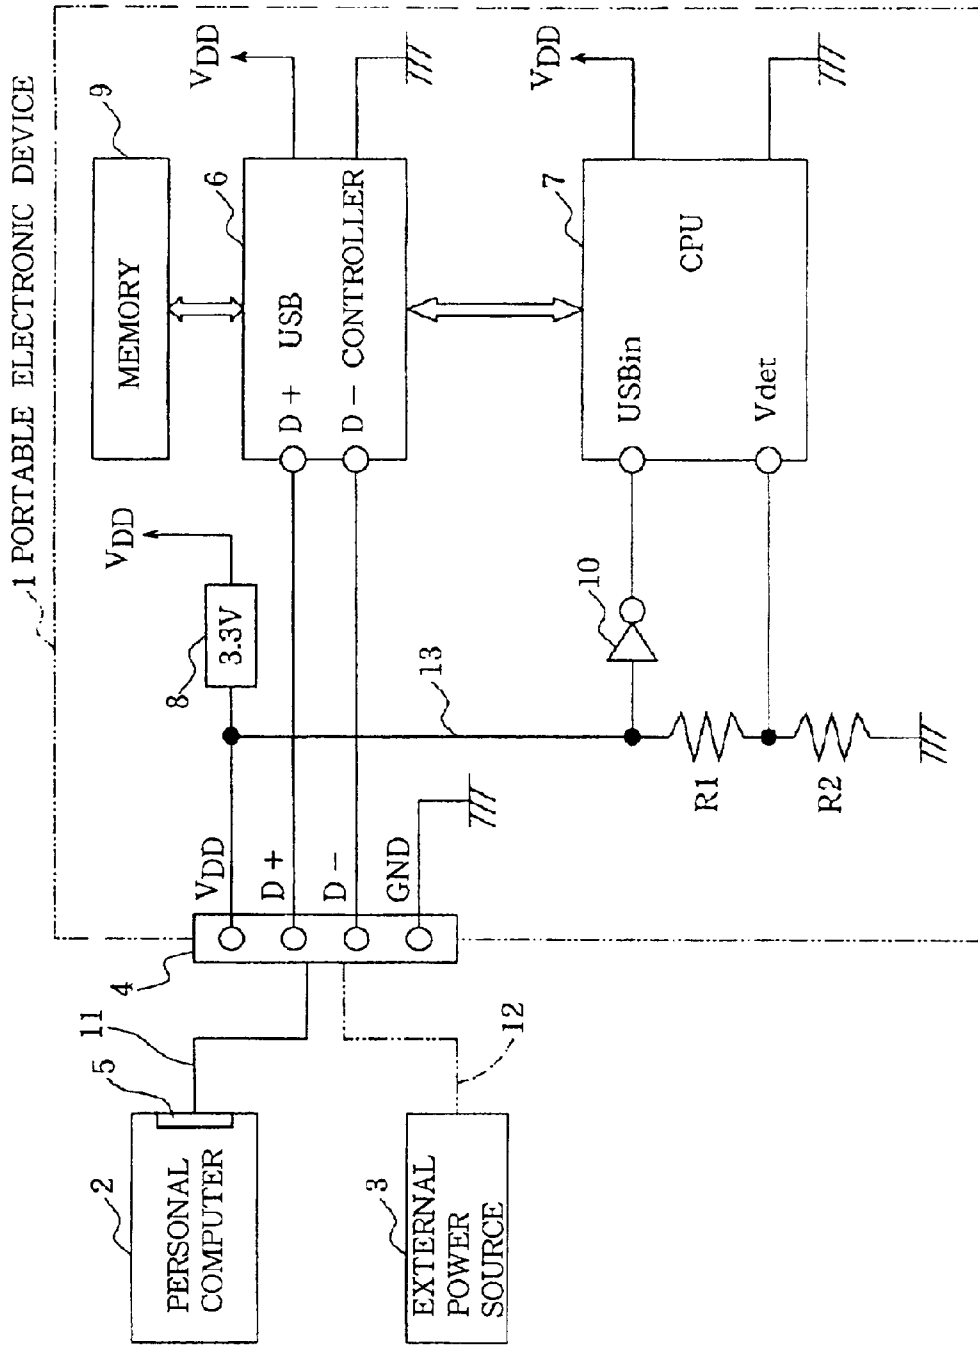 1 PORTABLE ELECTRONIC DEVICE
2
PERSONAL
COMPUTER
5
11
4
VDD
D+
D−
GND
3
EXTERNAL
POWER
SOURCE
12
8
3.3V
VDD
13
10
R1
R2
9
MEMORY
6
D+ USB
D− CONTROLLER
VDD
7
USBin
CPU
Vdet
VDD